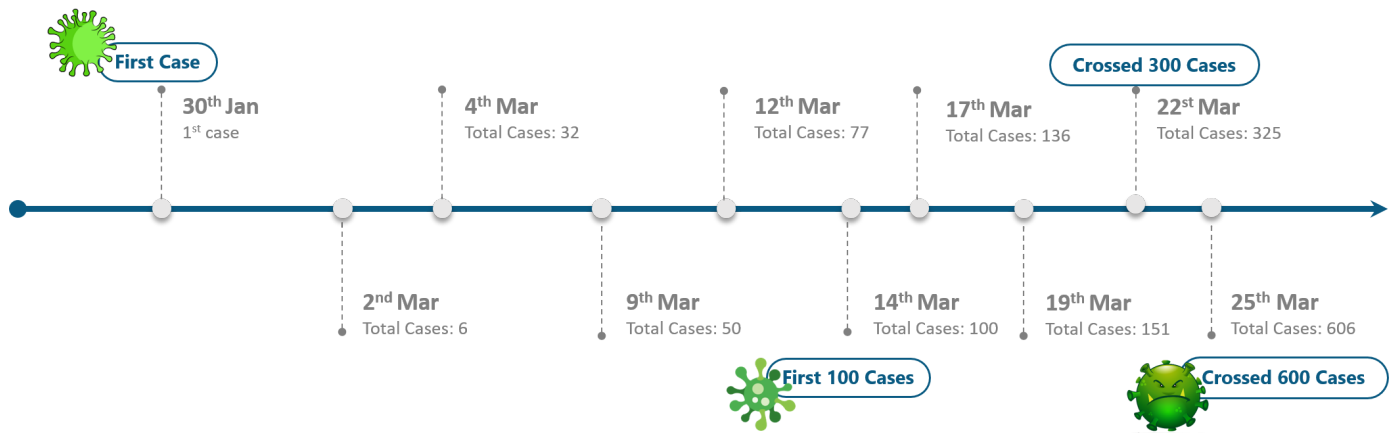 First Case
30th Jan
1st case
2nd Mar
Total Cases: 6
4th Mar
Total Cases: 32
9th Mar
Total Cases: 50
12th Mar
Total Cases: 77
14th Mar
Total Cases: 100
First 100 Cases
17th Mar
Total Cases: 136
19th Mar
Total Cases: 151
Crossed 300 Cases
22st Mar
Total Cases: 325
25th Mar
Total Cases: 606
Crossed 600 Cases